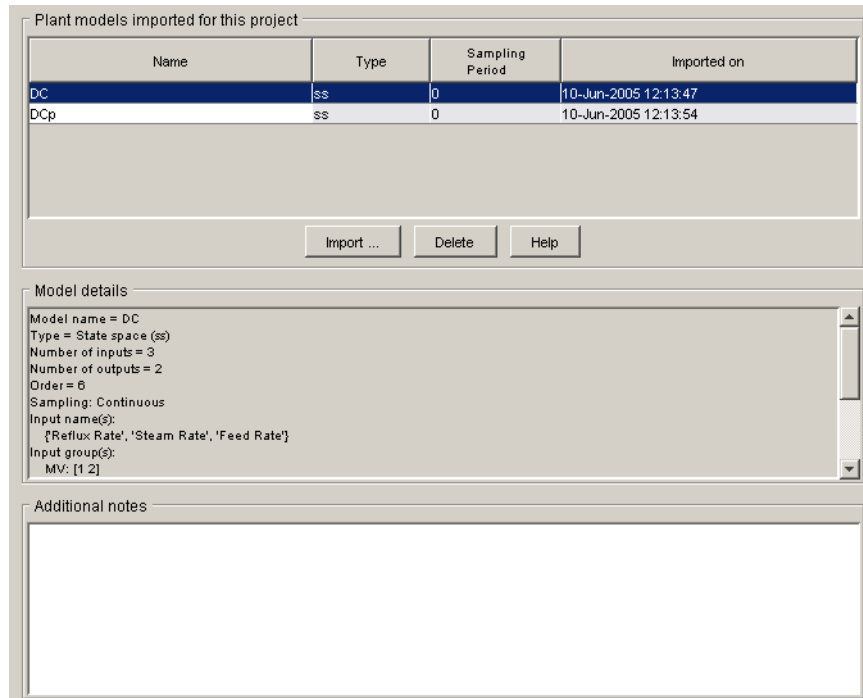 Plant models imported for this project
Name Type Sampling Period Imported on
DC ss 0 10-Jun-2005 12:13:47
DCp ss 0 10-Jun-2005 12:13:54
Import ... Delete Help
Model details
Model name = DC
Type = State space (ss)
Number of inputs = 3
Number of outputs = 2
Order = 6
Sampling: Continuous
Input name(s):
{'Reflux Rate', 'Steam Rate', 'Feed Rate'}
Input group(s):
MV: [1 2]
Additional notes